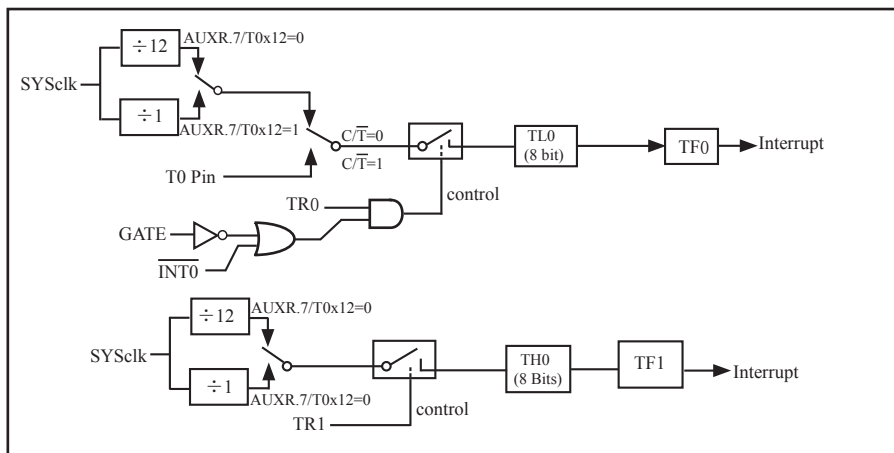 ÷12
AUXR.7/T0x12=0
SYSclk
÷1
AUXR.7/T0x12=1
C/T̅=0
C/T̅=1
T0 Pin
TL0
(8 bit)
TF0
Interrupt
control
TR0
GATE
I̅N̅T̅0̅
÷12
AUXR.7/T0x12=0
SYSclk
÷1
AUXR.7/T0x12=0
TH0
(8 Bits)
TF1
Interrupt
control
TR1